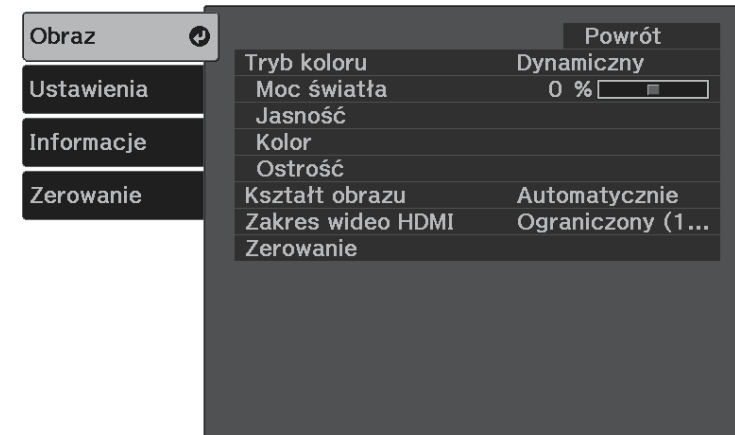 Obraz
Ustawienia
Informacje
Zerowanie
Powrót
Tryb koloru Dynamiczny
Moc światła 0 %
Jasność
Kolor
Ostrość
Kształt obrazu Automatycznie
Zakres wideo HDMI Ograniczony (1...
Zerowanie